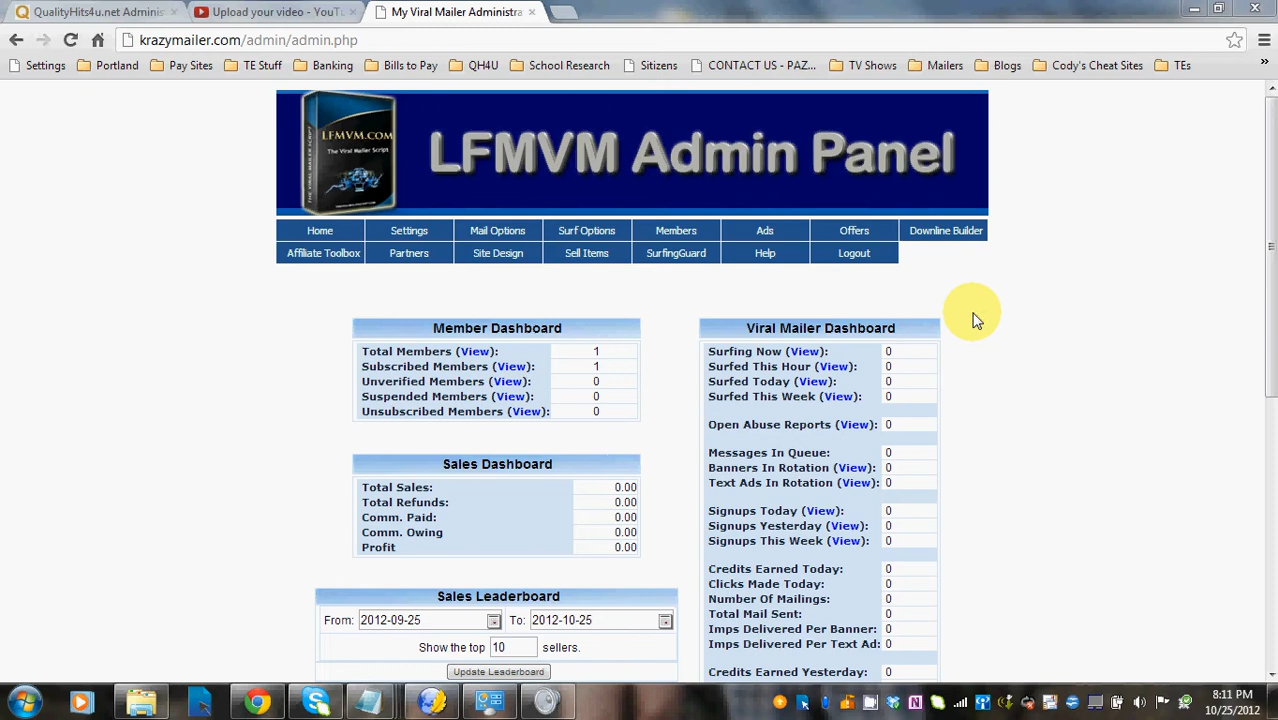 QualityHits4u.net Adminis
Upload your video - YouTu
My Viral Mailer Administra
krazymailer.com/admin/admin.php
Settings Portland Pay Sites TE Stuff Banking Bills to Pay QH4U School Research Sitizens CONTACT US - PAZ... TV Shows Mailers Blogs Cody's Cheat Sites TEs »
LFMVM.COM
The Viral Mailer Script
LFMVM Admin Panel
Home Settings Mail Options Surf Options Members Ads Offers Downline Builder
Affiliate Toolbox Partners Site Design Sell Items SurfingGuard Help Logout
Member Dashboard
Total Members (View): 1
Subscribed Members (View): 1
Unverified Members (View): 0
Suspended Members (View): 0
Unsubscribed Members (View): 0
Sales Dashboard
Total Sales: 0.00
Total Refunds: 0.00
Comm. Paid: 0.00
Comm. Owing 0.00
Profit 0.00
Sales Leaderboard
From: 2012-09-25 To: 2012-10-25
Show the top 10 sellers.
Update Leaderboard
Viral Mailer Dashboard
Surfing Now (View): 0
Surfed This Hour (View): 0
Surfed Today (View): 0
Surfed This Week (View): 0
Open Abuse Reports (View): 0
Messages In Queue: 0
Banners In Rotation (View): 0
Text Ads In Rotation (View): 0
Signups Today (View): 0
Signups Yesterday (View): 0
Signups This Week (View): 0
Credits Earned Today: 0
Clicks Made Today: 0
Number Of Mailings: 0
Total Mail Sent: 0
Imps Delivered Per Banner: 0
Imps Delivered Per Text Ad: 0
Credits Earned Yesterday: 0
8:11 PM
10/25/2012